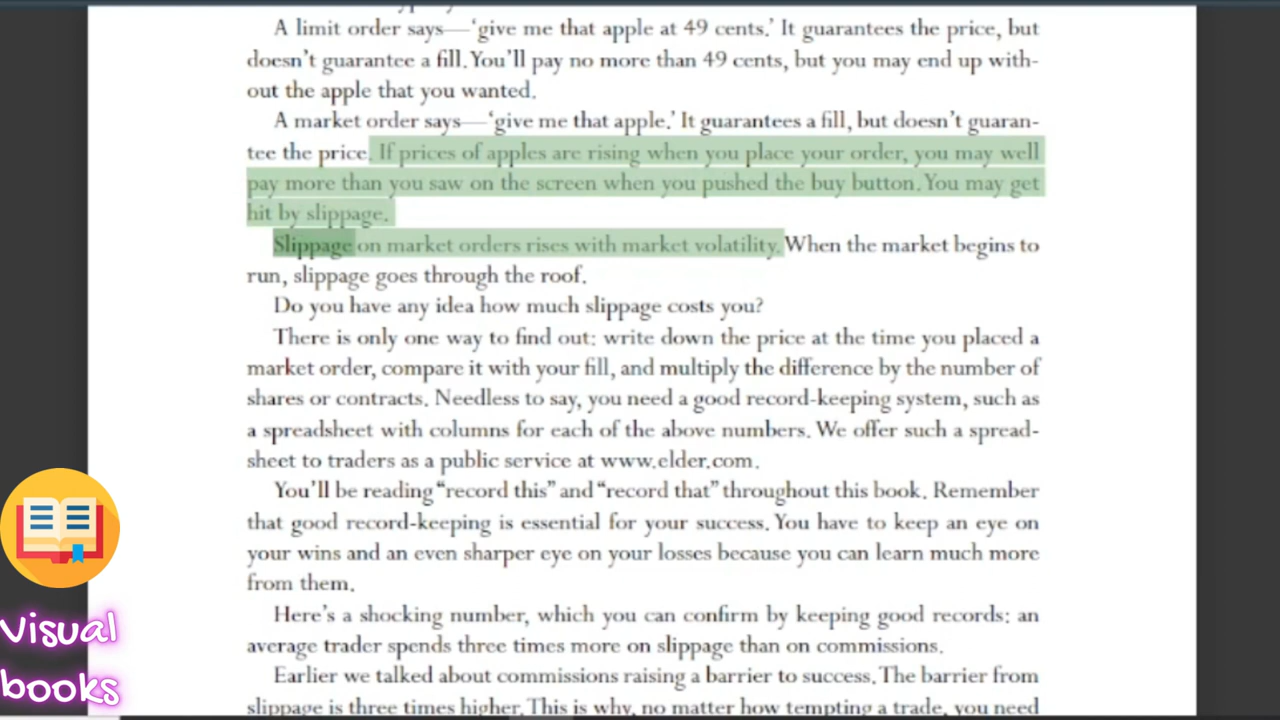 A limit order says—‘give me that apple at 49 cents.’ It guarantees the price, but
doesn’t guarantee a fill. You’ll pay no more than 49 cents, but you may end up with-
out the apple that you wanted.
A market order says—‘give me that apple.’ It guarantees a fill, but doesn’t guaran-
tee the price. If prices of apples are rising when you place your order, you may well
pay more than you saw on the screen when you pushed the buy button. You may get
hit by slippage.
Slippage on market orders rises with market volatility. When the market begins to
run, slippage goes through the roof.
Do you have any idea how much slippage costs you?
There is only one way to find out: write down the price at the time you placed a
market order, compare it with your fill, and multiply the difference by the number of
shares or contracts. Needless to say, you need a good record-keeping system, such as
a spreadsheet with columns for each of the above numbers. We offer such a spread-
sheet to traders as a public service at www.elder.com.
You’ll be reading “record this” and “record that” throughout this book. Remember
that good record-keeping is essential for your success. You have to keep an eye on
your wins and an even sharper eye on your losses because you can learn much more
from them.
Here’s a shocking number, which you can confirm by keeping good records: an
average trader spends three times more on slippage than on commissions.
Earlier we talked about commissions raising a barrier to success. The barrier from
slippage is three times higher. This is why, no matter how tempting a trade, you need
Visual
books